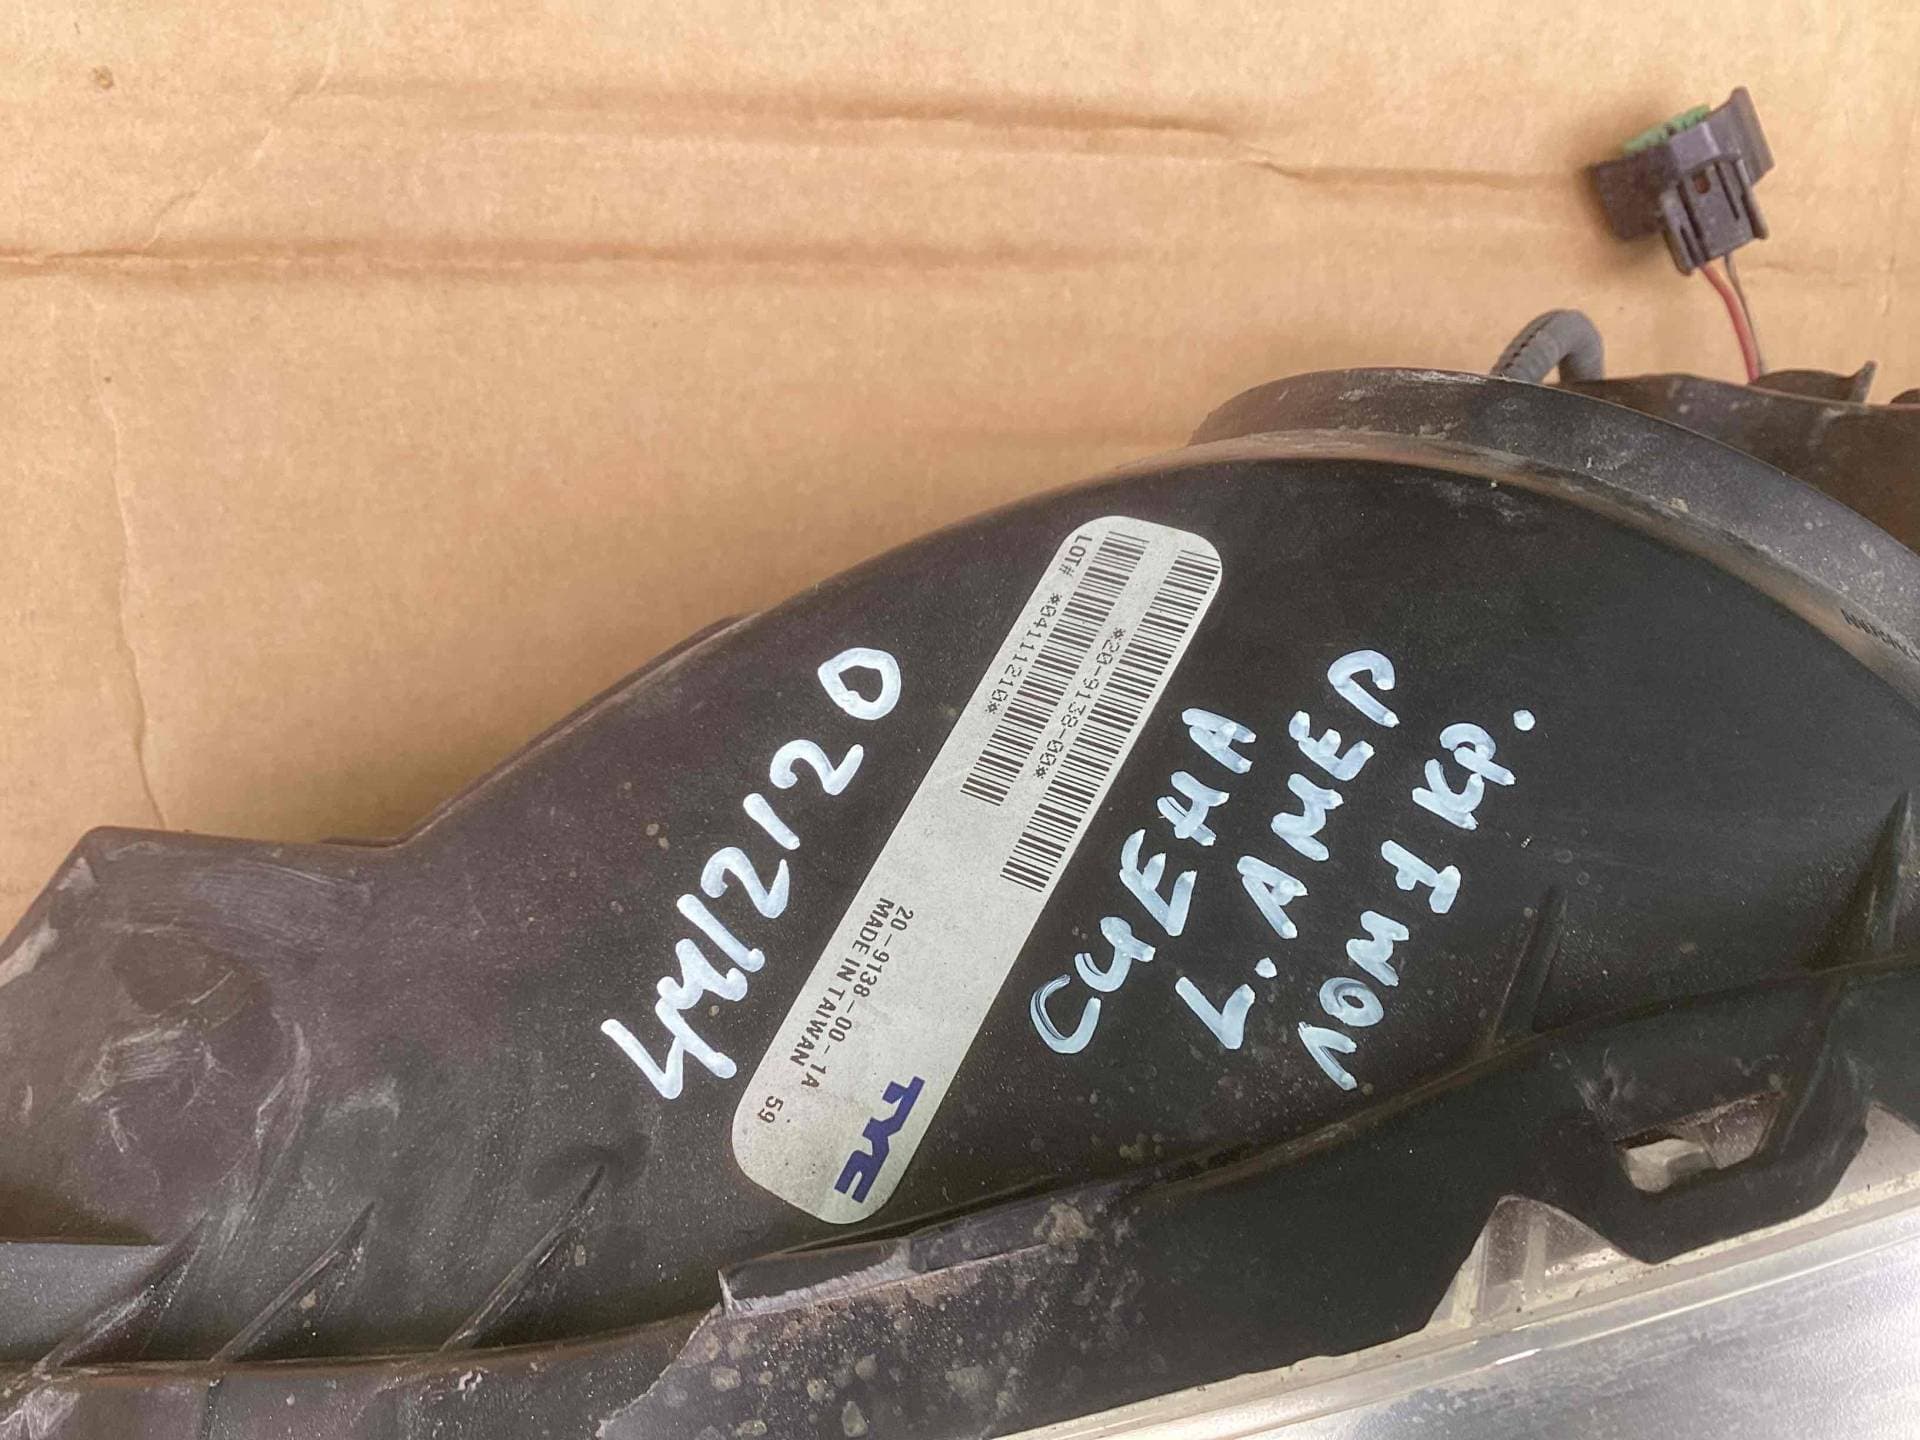 4412120
LOT# *041111210*
*20-9138-00*
20-9138-00-1A
MADE IN TAIWAN 59
TYC
СИЕНА
L. АМЕР
ЛОМ 1 Кр.